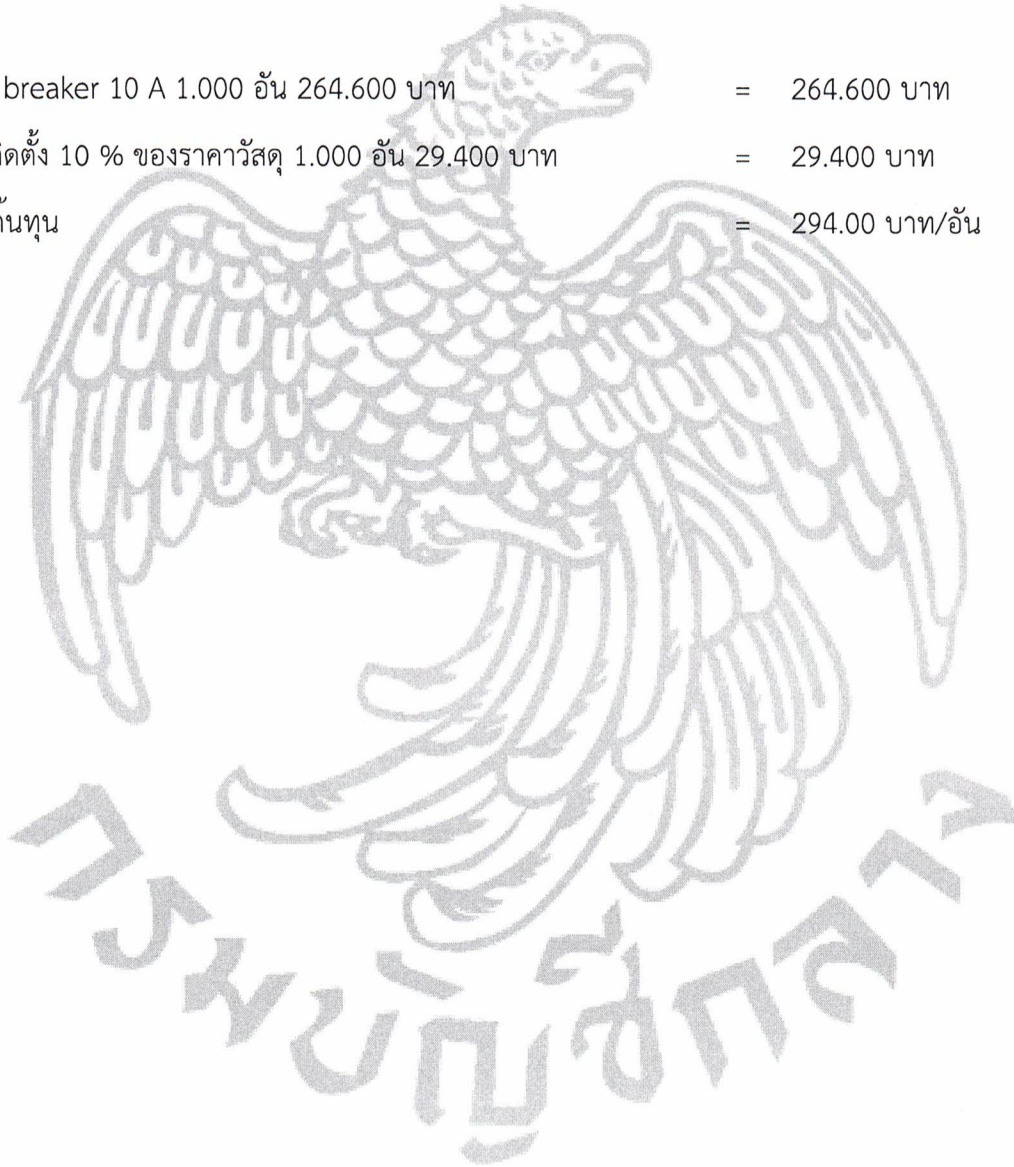 breaker 10 A 1.000 อัน 264.600 บาท = 264.600 บาท
ติดตั้ง 10 % ของราคาวัสดุ 1.000 อัน 29.400 บาท = 29.400 บาท
ต้นทุน = 294.00 บาท/อัน
กรมบัญชีกลาง